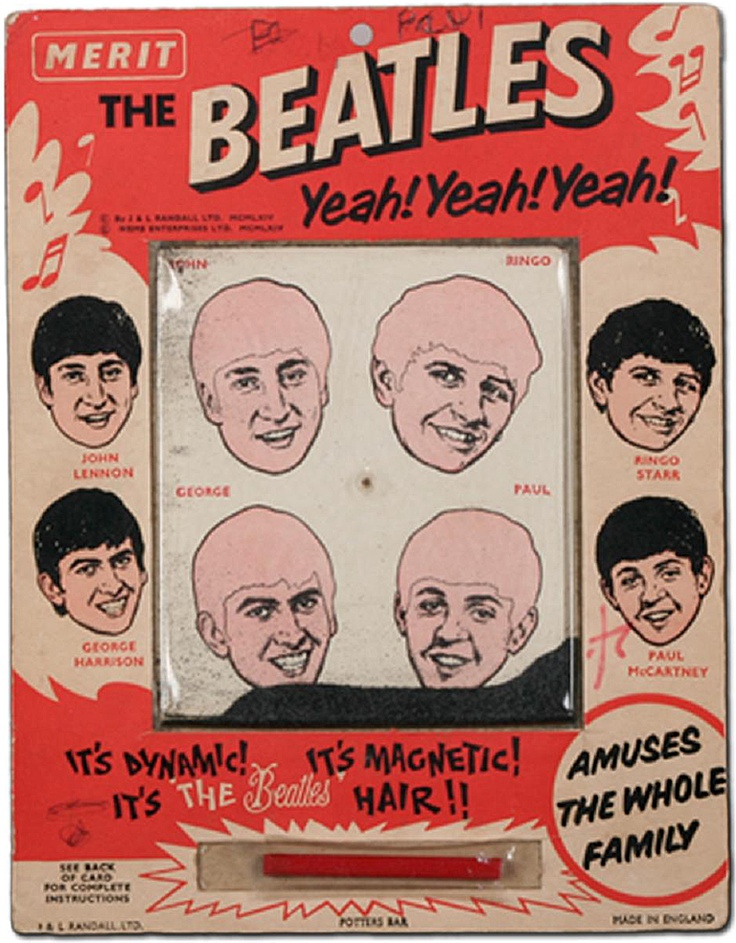 PAUL
MERIT
THE BEATLES
Yeah! Yeah! Yeah!
© By J & L RANDALL LTD. MCMLXIV
© NEMS ENTERPRISES LTD. MCMLXIV
JOHN
RINGO
JOHN
LENNON
RINGO
STARR
GEORGE
PAUL
GEORGE
HARRISON
PAUL
McCARTNEY
IT'S DYNAMIC! IT'S MAGNETIC!
IT'S "THE Beatles" HAIR!!
AMUSES
THE WHOLE
FAMILY
SEE BACK
OF CARD
FOR COMPLETE
INSTRUCTIONS
J & L RANDALL.LTD.
POTTERS BAR
MADE IN ENGLAND